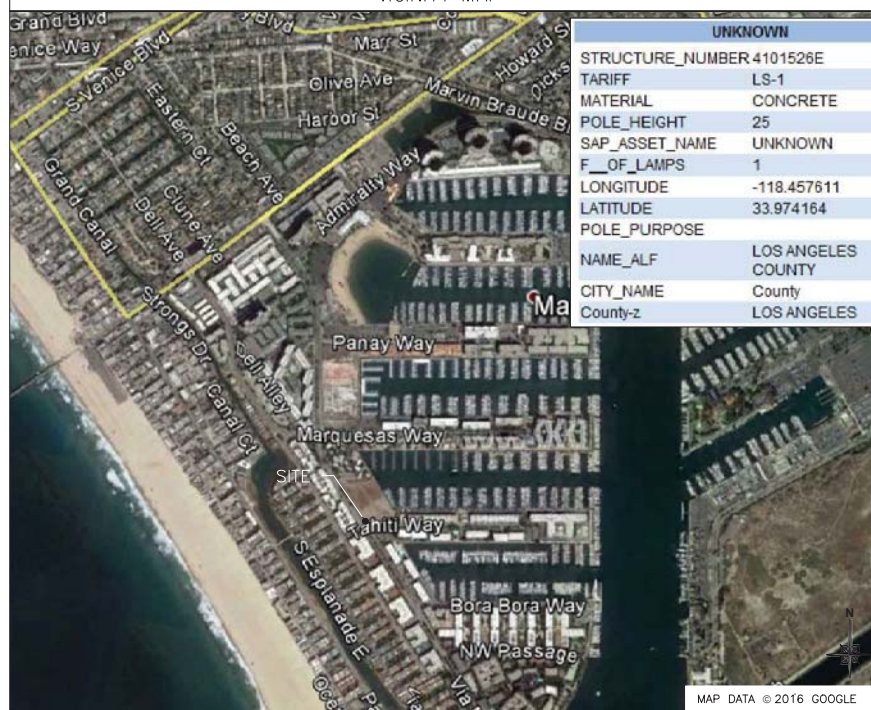 Grand Blvd
Blvd
enice Way
Marr St
S Venice Blvd
Howard S
Olive Ave
Eastern Ct
Marvin Braude B
Harbor St
Beach Ave
Admiralty Way
Grand Canal
Clune Ave
Dell Ave
Ma
Strongs Dr
Panay Way
Dell Alley
Canal Ct
Marquesas Way
SITE
Tahiti Way
S Esplanade E
Bora Bora Way
NW Passage
Via
N
MAP DATA © 2016 GOOGLE
UNKNOWN
STRUCTURE_NUMBER 4101526E
TARIFF LS-1
MATERIAL CONCRETE
POLE_HEIGHT 25
SAP_ASSET_NAME UNKNOWN
F__OF_LAMPS 1
LONGITUDE -118.457611
LATITUDE 33.974164
POLE_PURPOSE
NAME_ALF LOS ANGELES
COUNTY
CITY_NAME County
County-z LOS ANGELES